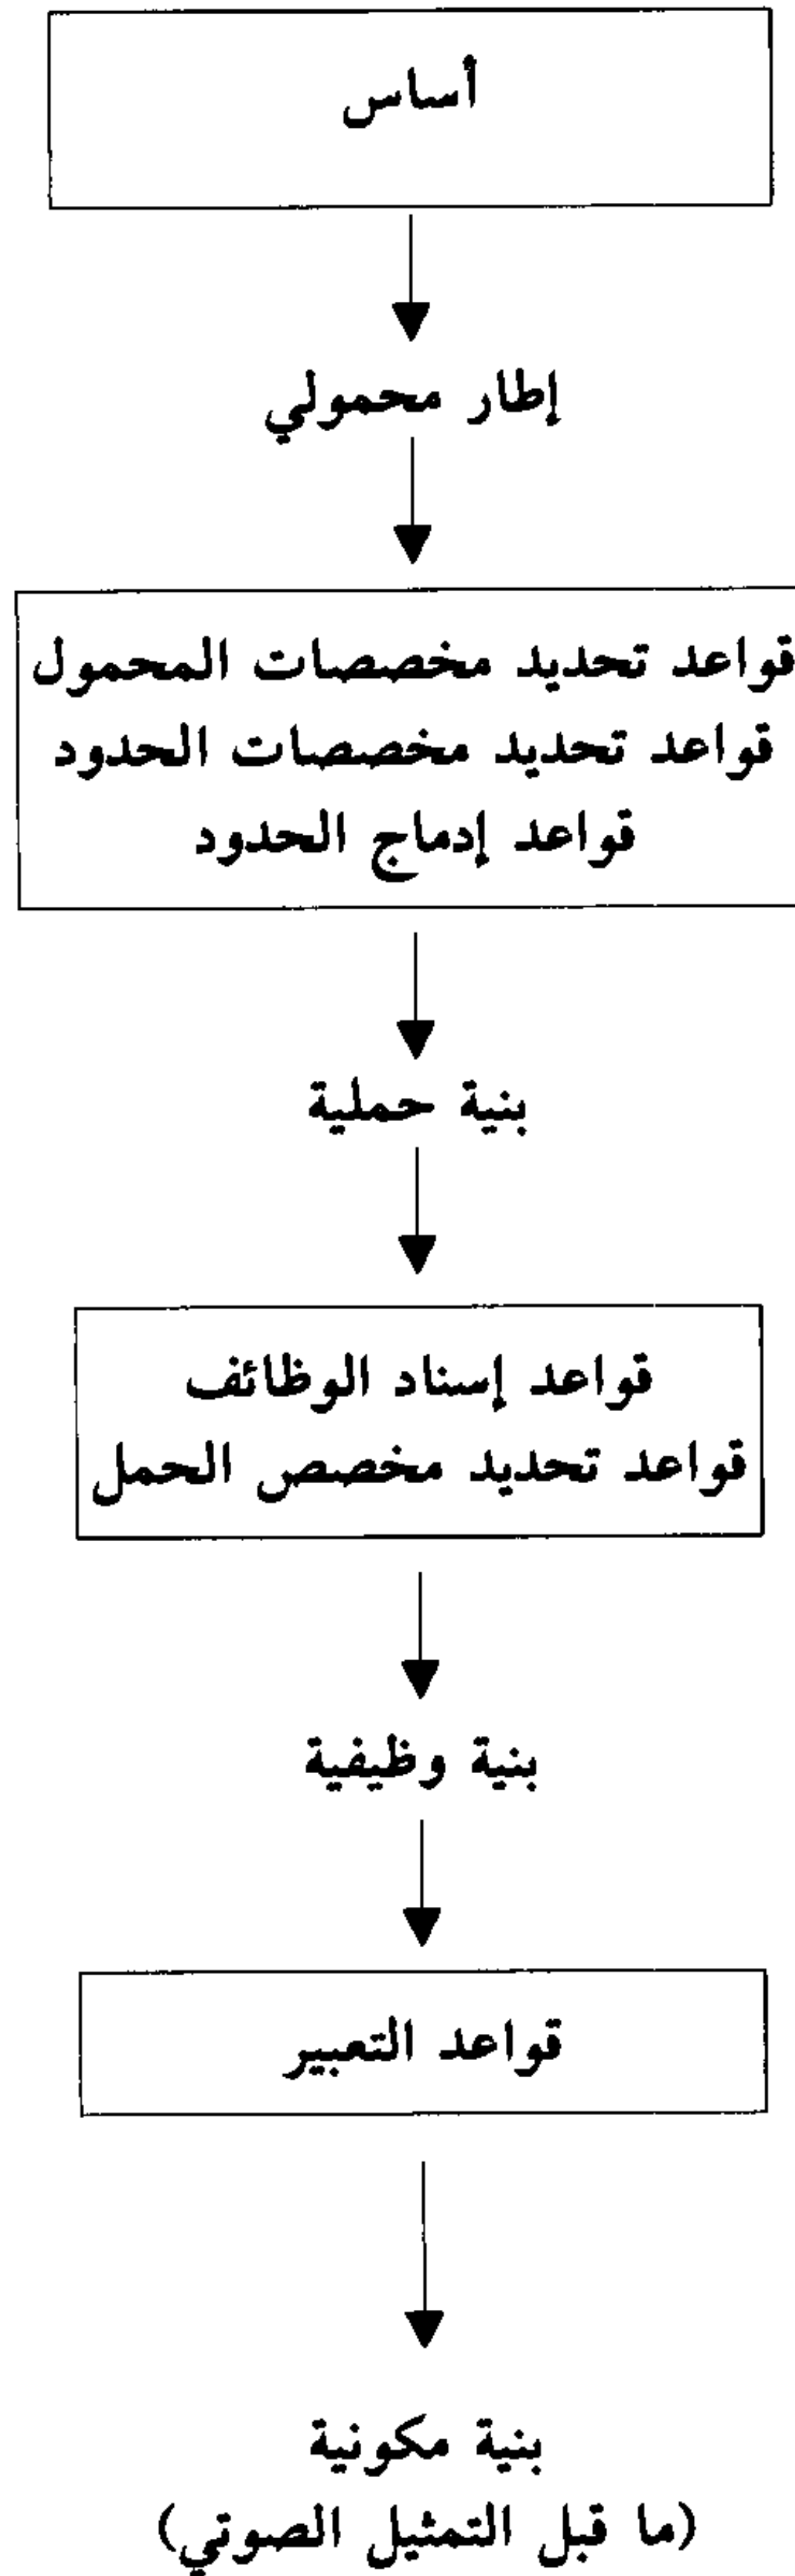 أساس
إطار محمولي
قواعد تحديد مخصصات المحمول
قواعد تحديد مخصصات الحدود
قواعد إدماج الحدود
بنية حملية
قواعد إسناد الوظائف
قواعد تحديد مخصص الحمل
بنية وظيفية
قواعد التعبير
بنية مكونية
(ما قبل التمثيل الصوتي)